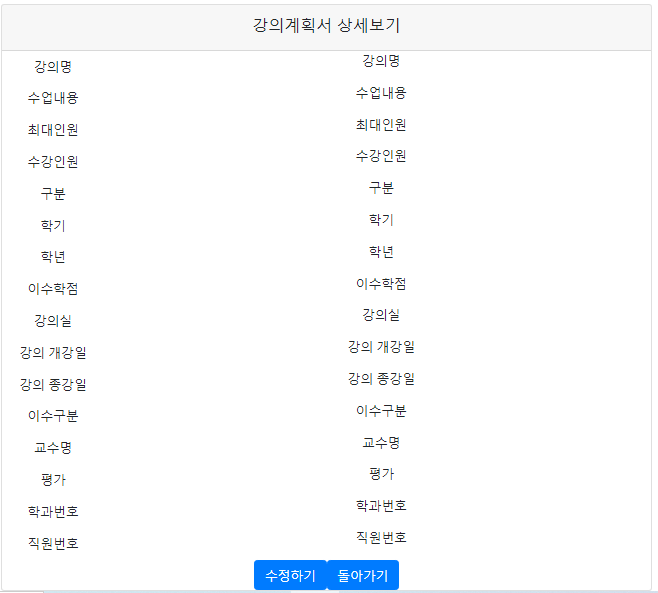 강의계획서 상세보기
강의명 강의명
수업내용 수업내용
최대인원 최대인원
수강인원 수강인원
구분 구분
학기 학기
학년 학년
이수학점 이수학점
강의실 강의실
강의 개강일 강의 개강일
강의 종강일 강의 종강일
이수구분 이수구분
교수명 교수명
평가 평가
학과번호 학과번호
직원번호 직원번호
수정하기 돌아가기